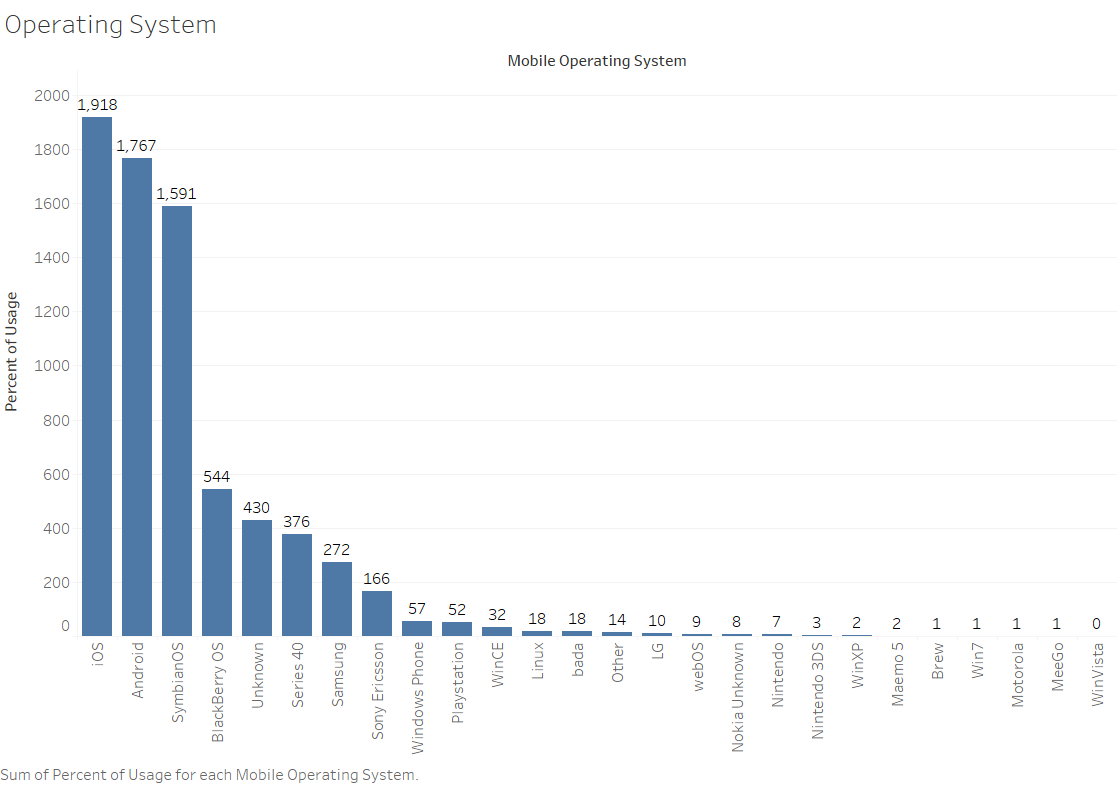 Operating System
Mobile Operating System
Percent of Usage
2000
1800
1600
1400
1200
1000
800
600
400
200
0
1,918
1,767
1,591
544
430
376
272
166
57
52
32
18
18
14
10
9
8
7
3
2
2
1
1
1
1
0
iOS
Android
SymbianOS
BlackBerry OS
Unknown
Series 40
Samsung
Sony Ericsson
Windows Phone
Playstation
WinCE
Linux
bada
Other
LG
webOS
Nokia Unknown
Nintendo
Nintendo 3DS
WinXP
Maemo 5
Brew
Win7
Motorola
MeeGo
WinVista
Sum of Percent of Usage for each Mobile Operating System.